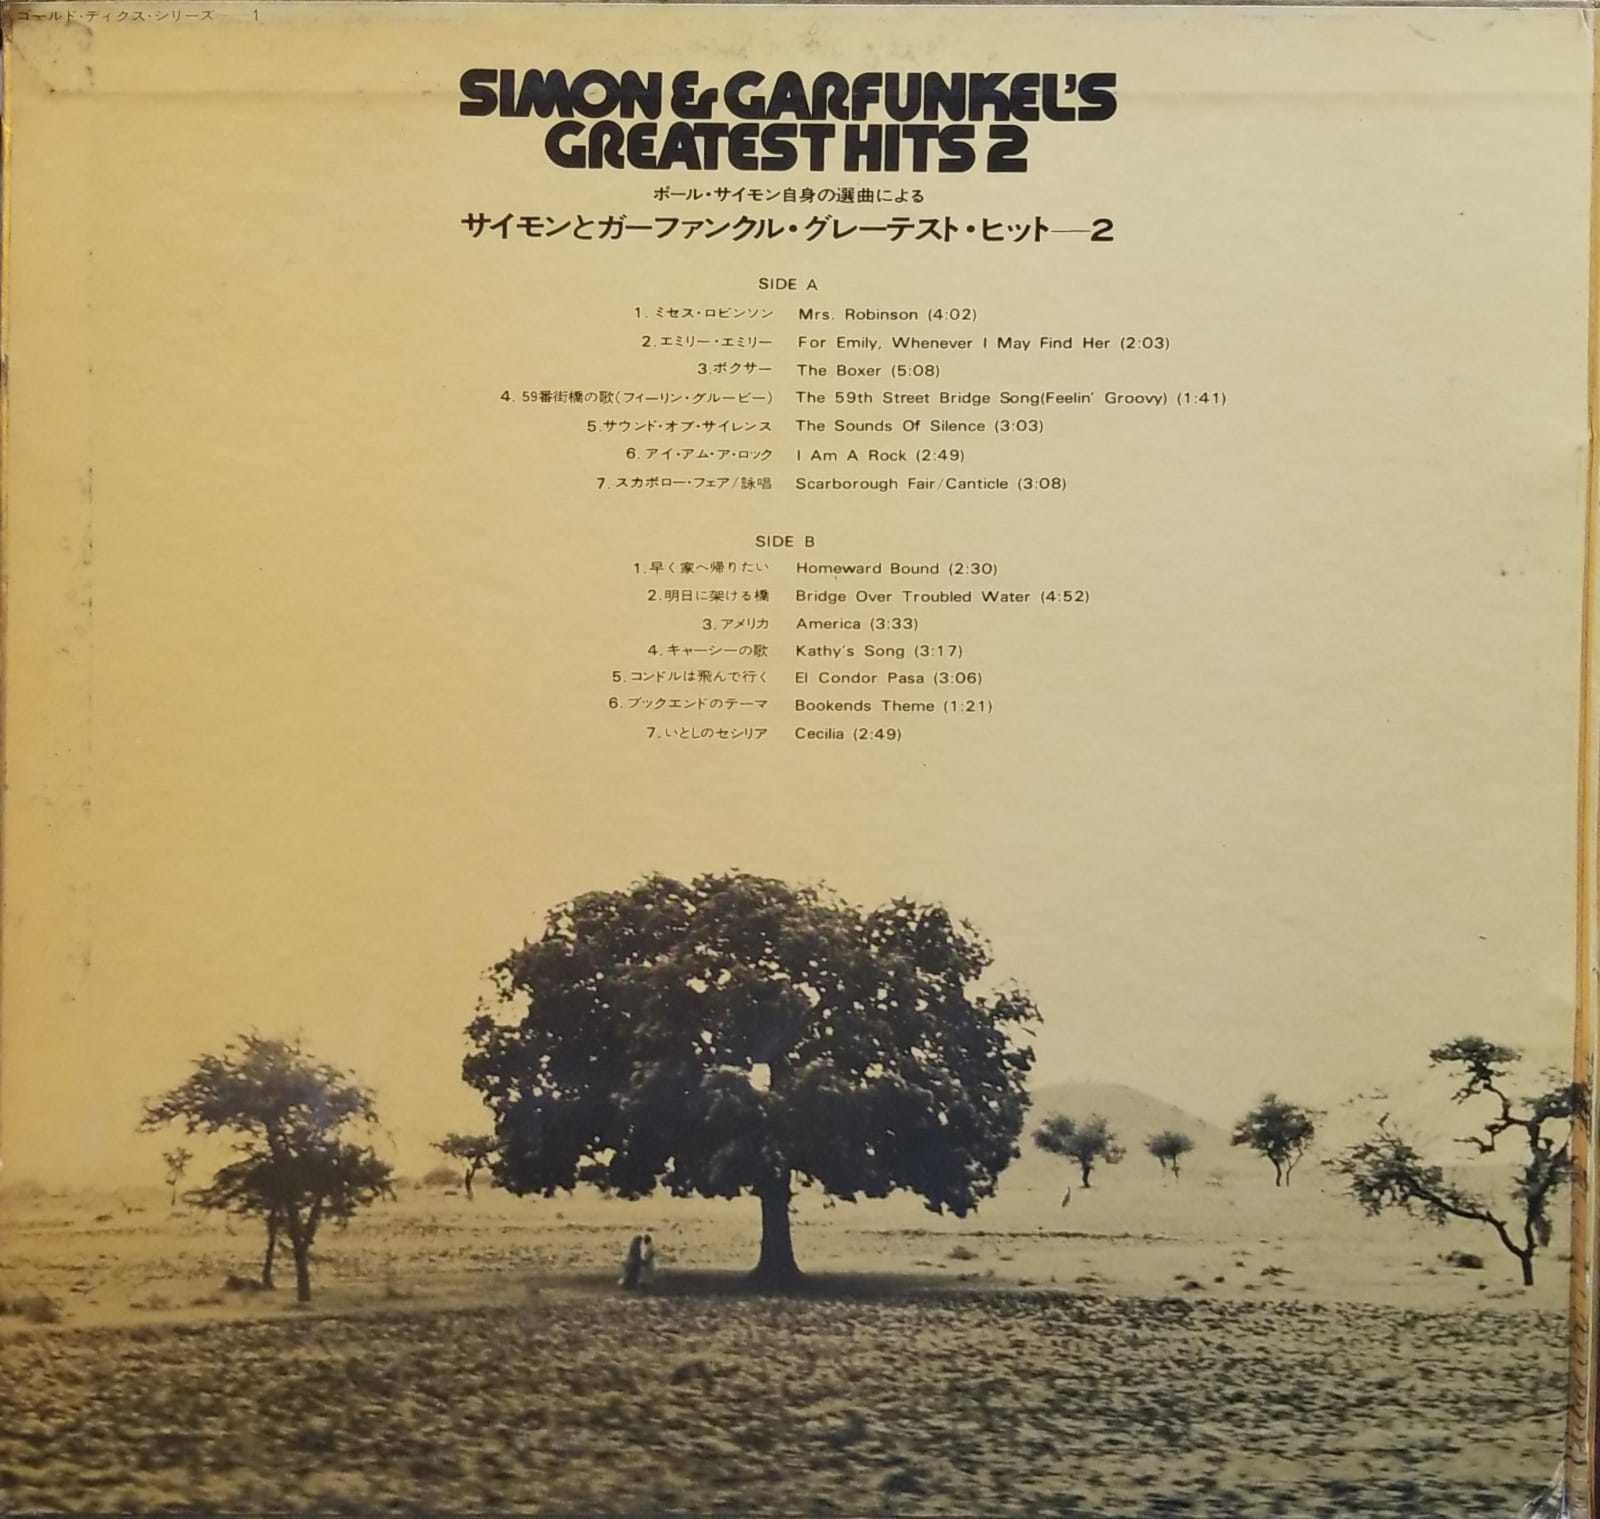 ゴールド・ディクス・シリーズ——1
SIMON & GARFUNKEL'S
GREATEST HITS 2
ポール・サイモン自身の選曲による
サイモンとガーファンクル・グレーテスト・ヒット—2
SIDE A
1. ミセス・ロビンソン Mrs. Robinson (4:02)
2. エミリー・エミリー For Emily, Whenever I May Find Her (2:03)
3. ボクサー The Boxer (5:08)
4. 59番街橋の歌(フィーリン・グルービー) The 59th Street Bridge Song(Feelin' Groovy) (1:41)
5. サウンド・オブ・サイレンス The Sounds Of Silence (3:03)
6. アイ・アム・ア・ロック I Am A Rock (2:49)
7. スカボロー・フェア/詠唱 Scarborough Fair/Canticle (3:08)
SIDE B
1. 早く家へ帰りたい Homeward Bound (2:30)
2. 明日に架ける橋 Bridge Over Troubled Water (4:52)
3. アメリカ America (3:33)
4. キャーシーの歌 Kathy's Song (3:17)
5. コンドルは飛んで行く El Condor Pasa (3:06)
6. ブックエンドのテーマ Bookends Theme (1:21)
7. いとしのセシリア Cecilia (2:49)